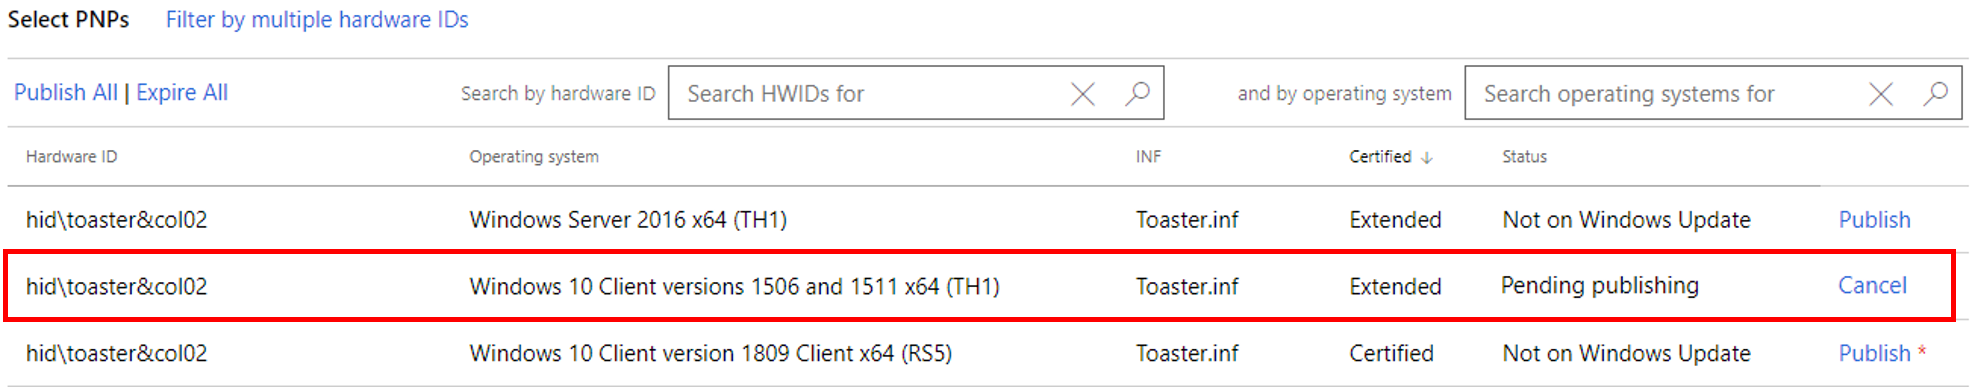 Select PNPs Filter by multiple hardware IDs
Publish All | Expire All Search by hardware ID Search HWIDs for and by operating system Search operating systems for
Hardware ID Operating system INF Certified ↓ Status
hid\toaster&col02 Windows Server 2016 x64 (TH1) Toaster.inf Extended Not on Windows Update Publish
hid\toaster&col02 Windows 10 Client versions 1506 and 1511 x64 (TH1) Toaster.inf Extended Pending publishing Cancel
hid\toaster&col02 Windows 10 Client version 1809 Client x64 (RS5) Toaster.inf Certified Not on Windows Update Publish *